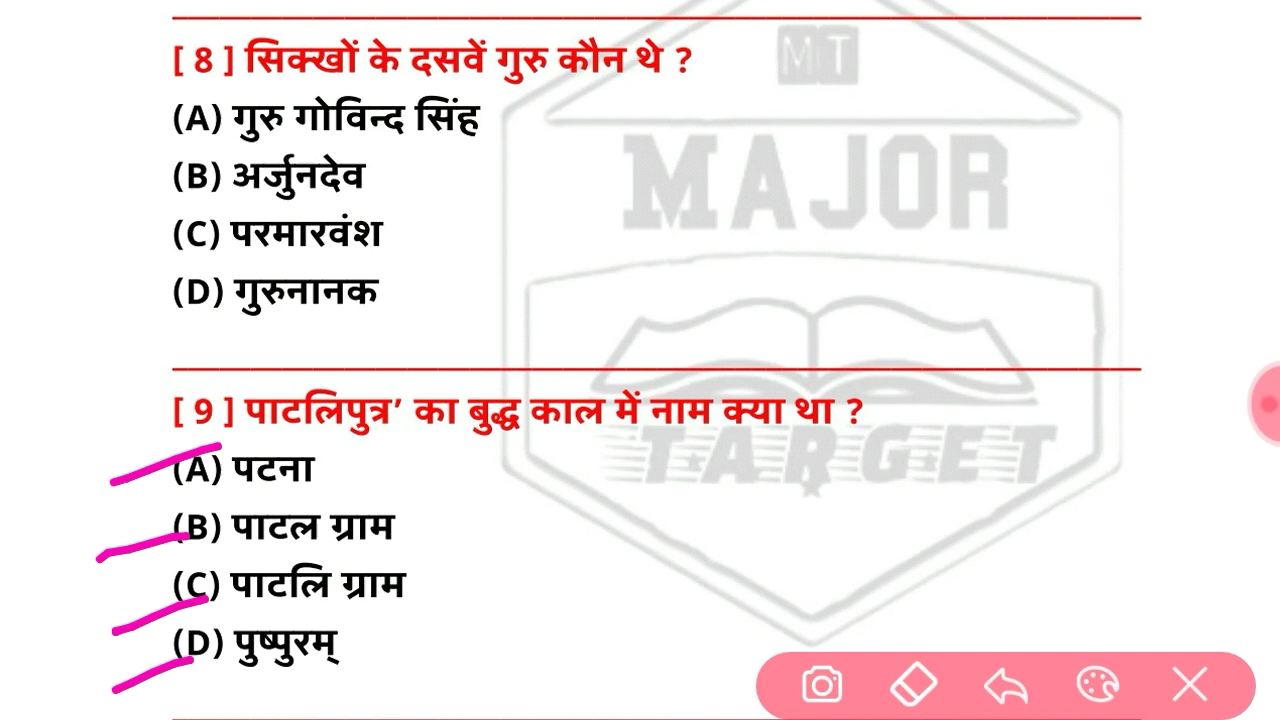 MT
[ 8 ] सिक्खों के दसवें गुरु कौन थे ?
(A) गुरु गोविन्द सिंह
MAJOR
(B) अर्जुनदेव
(C) परमारवंश
(D) गुरुनानक
[ 9 ] पाटलिपुत्र’ का बुद्ध काल में नाम क्या था ?
TARGET
(A) पटना
(B) पाटल ग्राम
(C) पाटलि ग्राम
(D) पुष्पुरम्